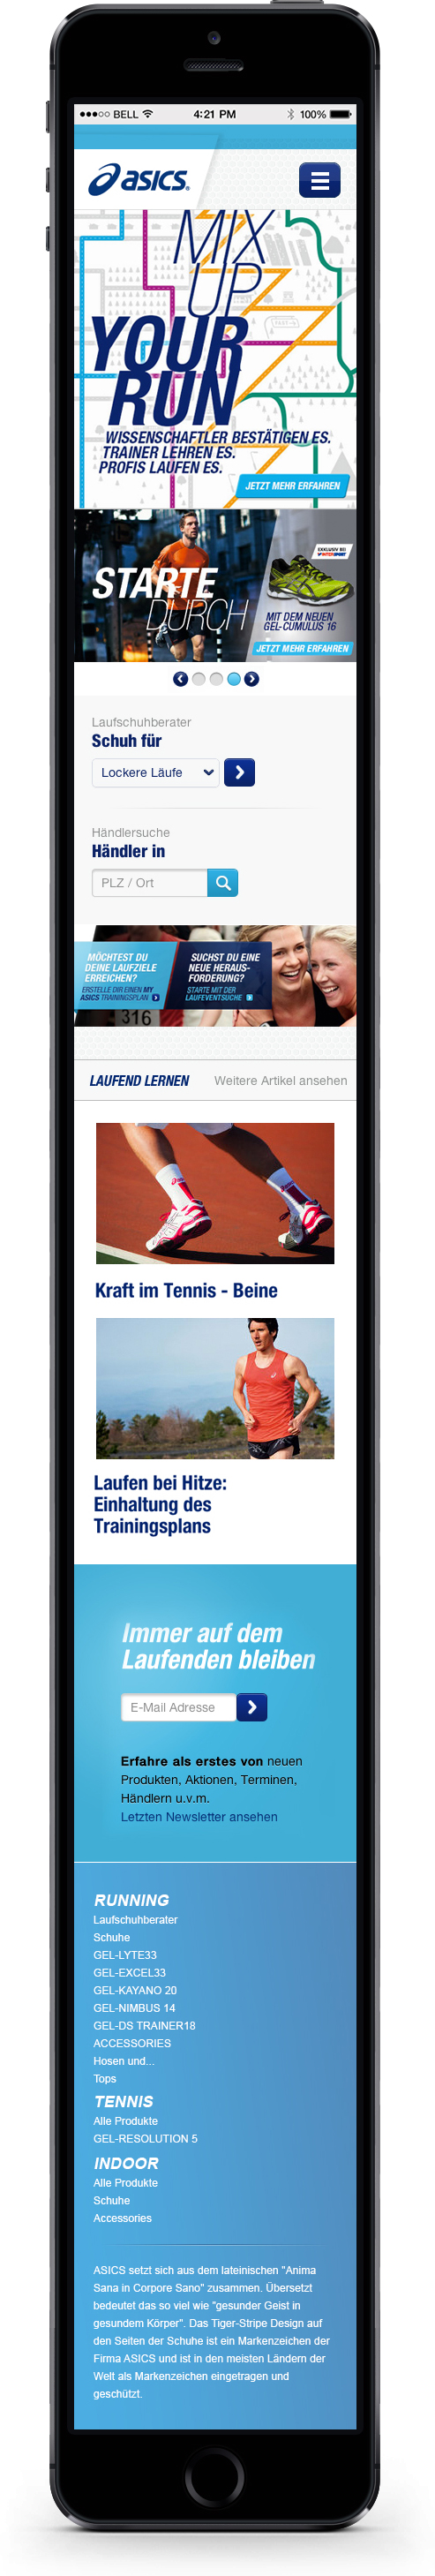 BELL
4:21 PM
100%
asics
MIX
UP
YOUR
RUN
WISSENSCHAFTLER BESTÄTIGEN ES.
TRAINER LEHREN ES.
PROFIS LAUFEN ES.
JETZT MEHR ERFAHREN
STARTE
DURCH
EXKLUSIV BEI
INTERSPORT
MIT DEM NEUEN
GEL-CUMULUS 16
JETZT MEHR ERFAHREN
Laufschuhberater
Schuh für
Lockere Läufe
Händlersuche
Händler in
PLZ / Ort
MÖCHTEST DU
DEINE LAUFZIELE
ERREICHEN?
ERSTELLE DIR EINEN MY
ASICS TRAININGSPLAN
SUCHST DU EINE
NEUE HERAUS-
FORDERUNG?
STARTE MIT DER
LAUFEVENTSUCHE
316
LAUFEND LERNEN
Weitere Artikel ansehen
Kraft im Tennis - Beine
Laufen bei Hitze:
Einhaltung des
Trainingsplans
Immer auf dem
Laufenden bleiben
E-Mail Adresse
Erfahre als erstes von neuen
Produkten, Aktionen, Terminen,
Händlern u.v.m.
Letzten Newsletter ansehen
RUNNING
Laufschuhberater
Schuhe
GEL-LYTE33
GEL-EXCEL33
GEL-KAYANO 20
GEL-NIMBUS 14
GEL-DS TRAINER18
ACCESSORIES
Hosen und...
Tops
TENNIS
Alle Produkte
GEL-RESOLUTION 5
INDOOR
Alle Produkte
Schuhe
Accessories
ASICS setzt sich aus dem lateinischen "Anima
Sana in Corpore Sano" zusammen. Übersetzt
bedeutet das so viel wie "gesunder Geist in
gesundem Körper". Das Tiger-Stripe Design auf
den Seiten der Schuhe ist ein Markenzeichen der
Firma ASICS und ist in den meisten Ländern der
Welt als Markenzeichen eingetragen und
geschützt.